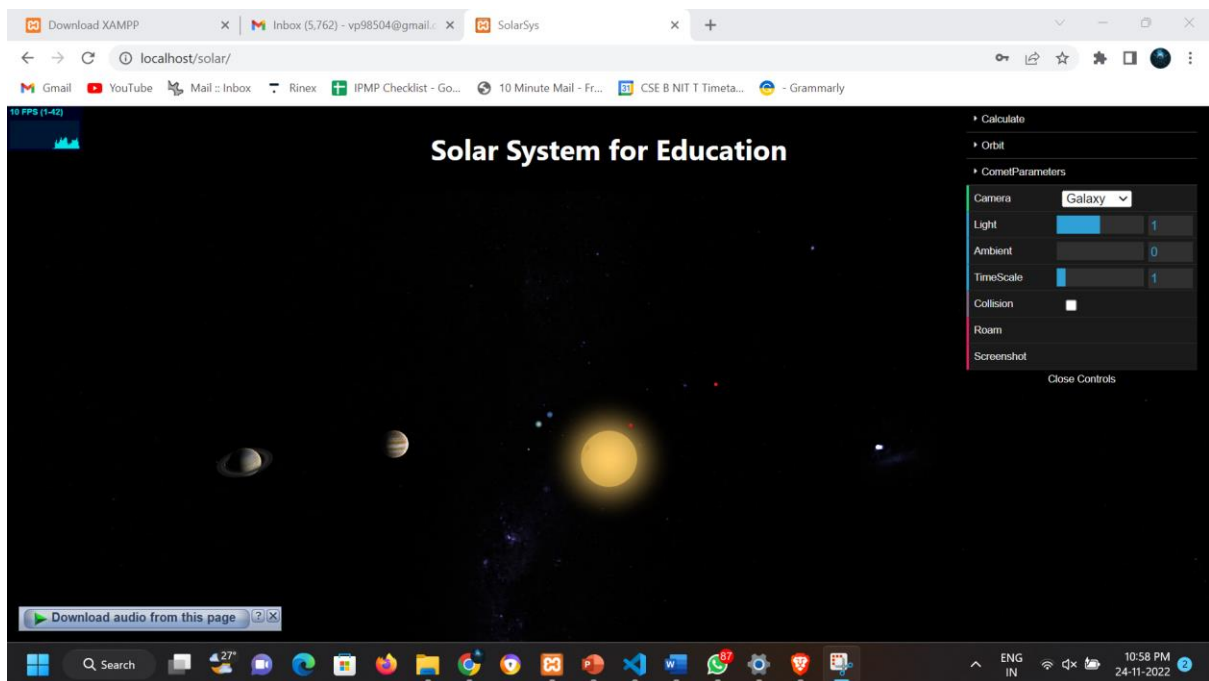 Download XAMPP
Inbox (5,762) - vp98504@gmail.c
SolarSys
localhost/solar/
Gmail YouTube Mail :: Inbox Rinex IPMP Checklist - Go... 10 Minute Mail - Fr... CSE B NIT T Timeta... - Grammarly
10 FPS (1-42)
Solar System for Education
Calculate
Orbit
CometParameters
Camera Galaxy
Light 1
Ambient 0
TimeScale 1
Collision
Roam
Screenshot
Close Controls
Download audio from this page ? X
27°
Search
87
ENG
IN
10:58 PM
24-11-2022
2